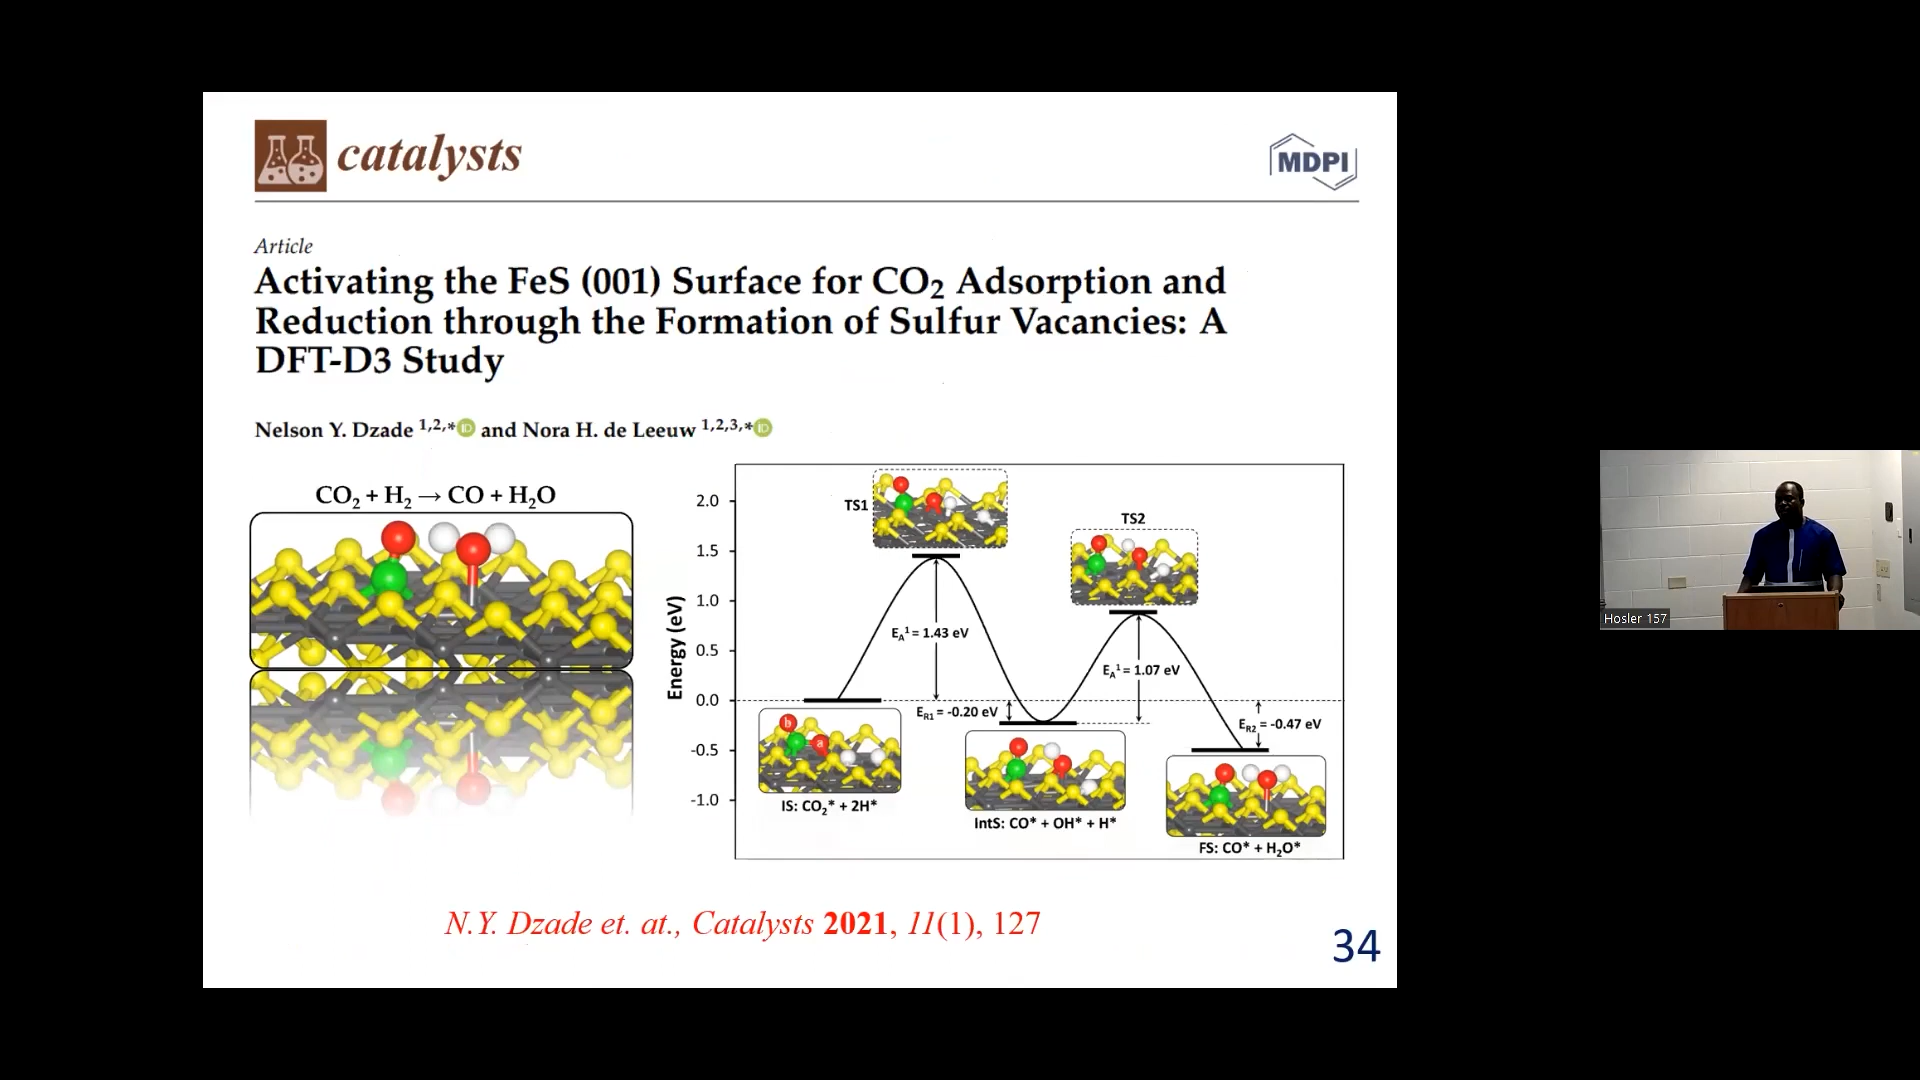 catalysts
MDPI
Article
Activating the FeS (001) Surface for CO₂ Adsorption and
Reduction through the Formation of Sulfur Vacancies: A
DFT-D3 Study
Nelson Y. Dzade ¹,²,* iD and Nora H. de Leeuw ¹,²,³,* iD
CO₂ + H₂ → CO + H₂O
Energy (eV)
2.0
1.5
1.0
0.5
0.0
-0.5
-1.0
TS1
TS2
E_A¹ = 1.43 eV
E_A¹ = 1.07 eV
E_R1 = -0.20 eV
E_R2 = -0.47 eV
b
a
IS: CO₂* + 2H*
IntS: CO* + OH* + H*
FS: CO* + H₂O*
N.Y. Dzade et. at., Catalysts 2021, 11(1), 127
34
Hosler 157